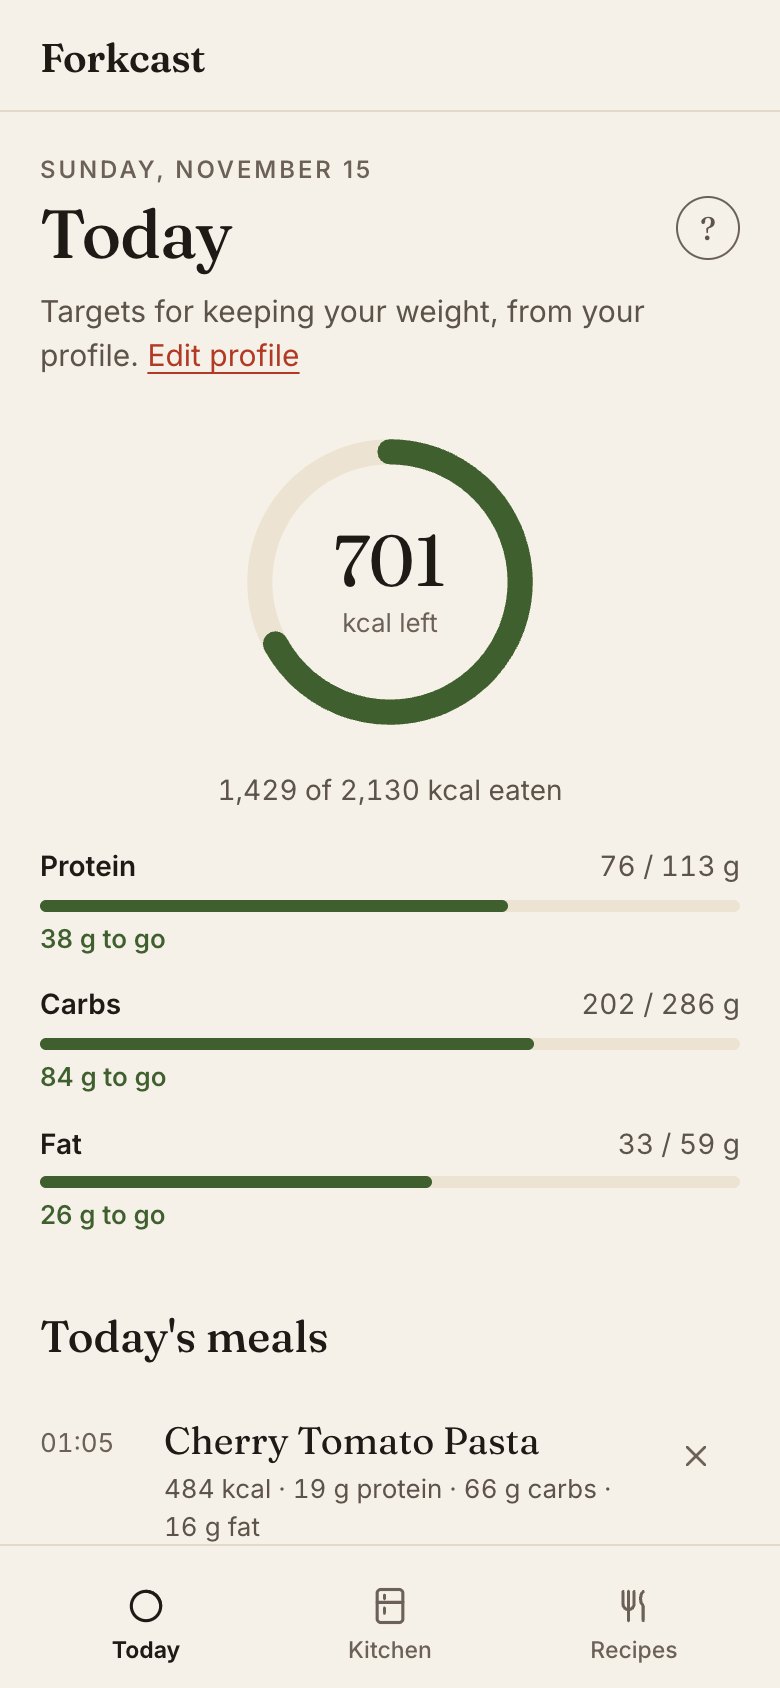 Forkcast
SUNDAY, NOVEMBER 15
Today
?
Targets for keeping your weight, from your
profile. Edit profile
701
kcal left
1,429 of 2,130 kcal eaten
Protein 76 / 113 g
38 g to go
Carbs 202 / 286 g
84 g to go
Fat 33 / 59 g
26 g to go
Today's meals
01:05 Cherry Tomato Pasta
484 kcal · 19 g protein · 66 g carbs ·
16 g fat
Today Kitchen Recipes